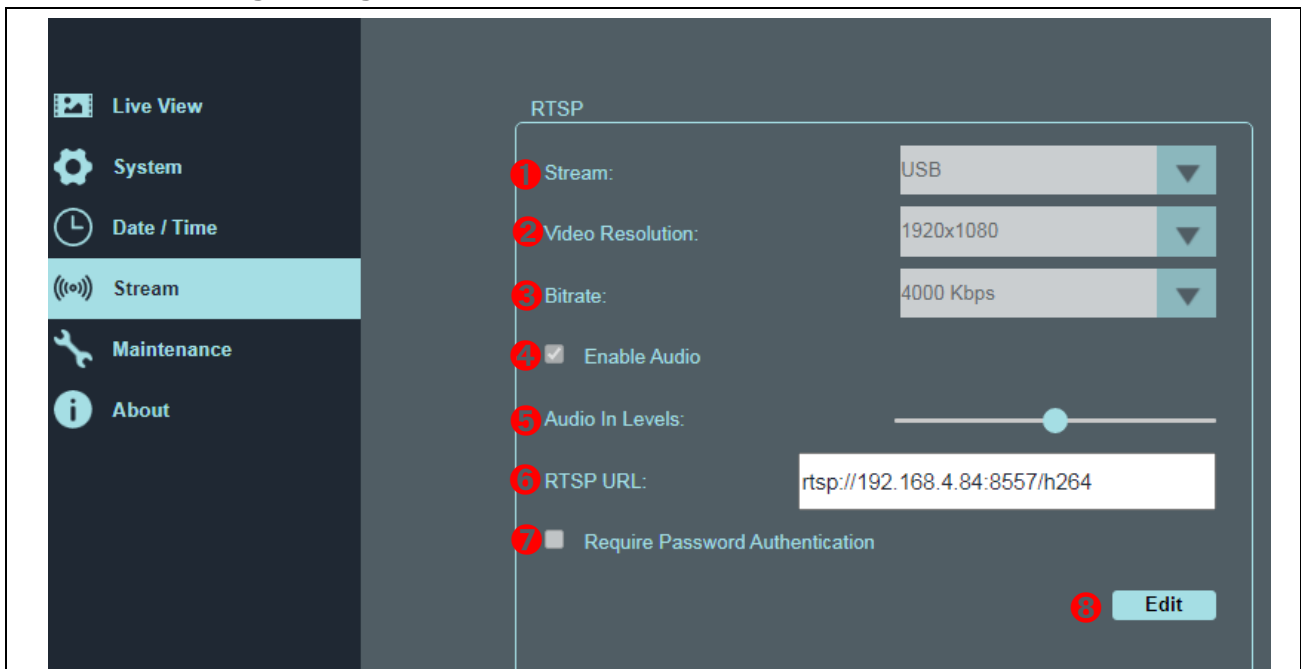 Live View
System
Date / Time
Stream
Maintenance
About
RTSP
1 Stream: USB
2 Video Resolution: 1920x1080
3 Bitrate: 4000 Kbps
4 Enable Audio
5 Audio In Levels:
6 RTSP URL: rtsp://192.168.4.84:8557/h264
7 Require Password Authentication
8 Edit